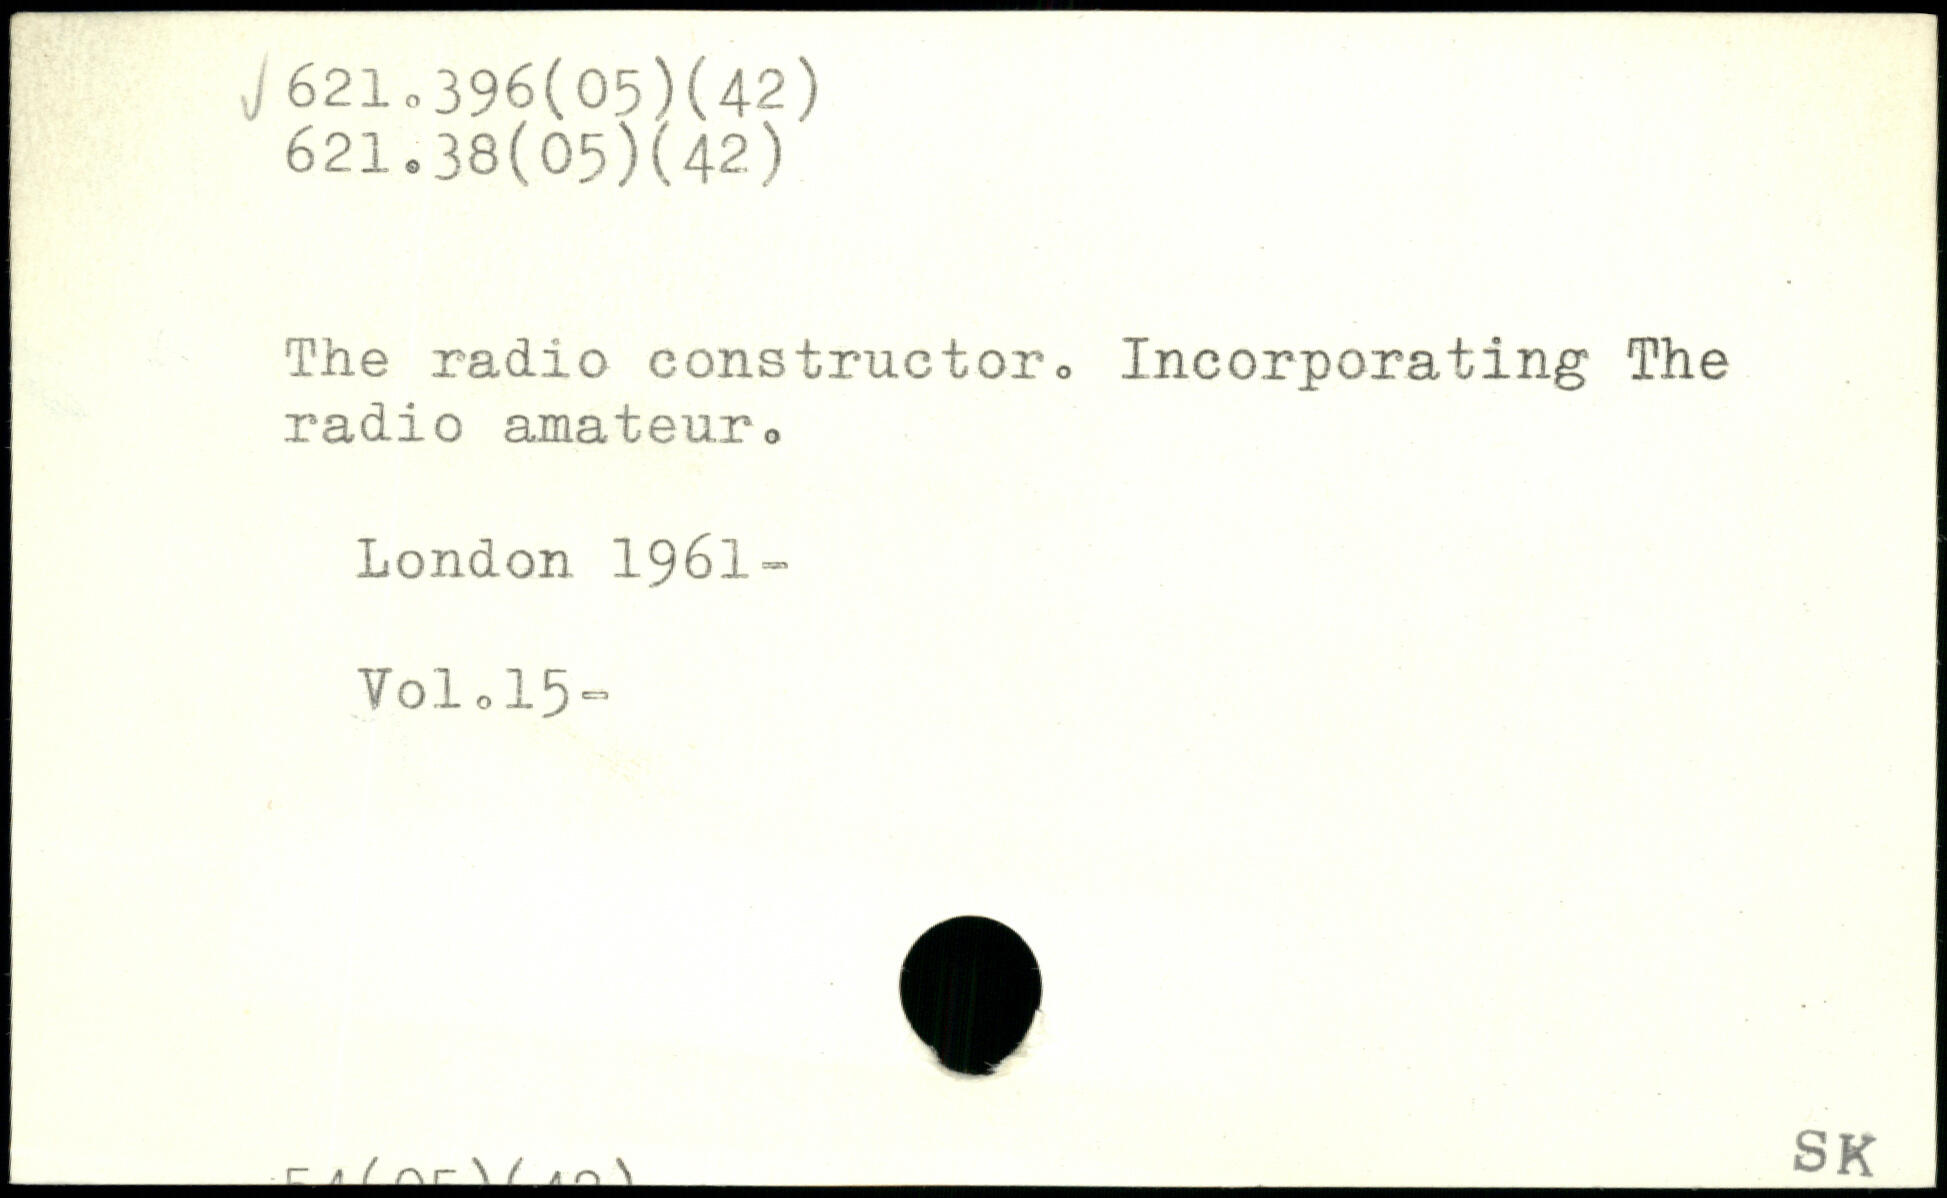 621.396(05)(42)
621.38(05)(42)
The radio constructor. Incorporating The
radio amateur.
London 1961-
Vol.15-
SK